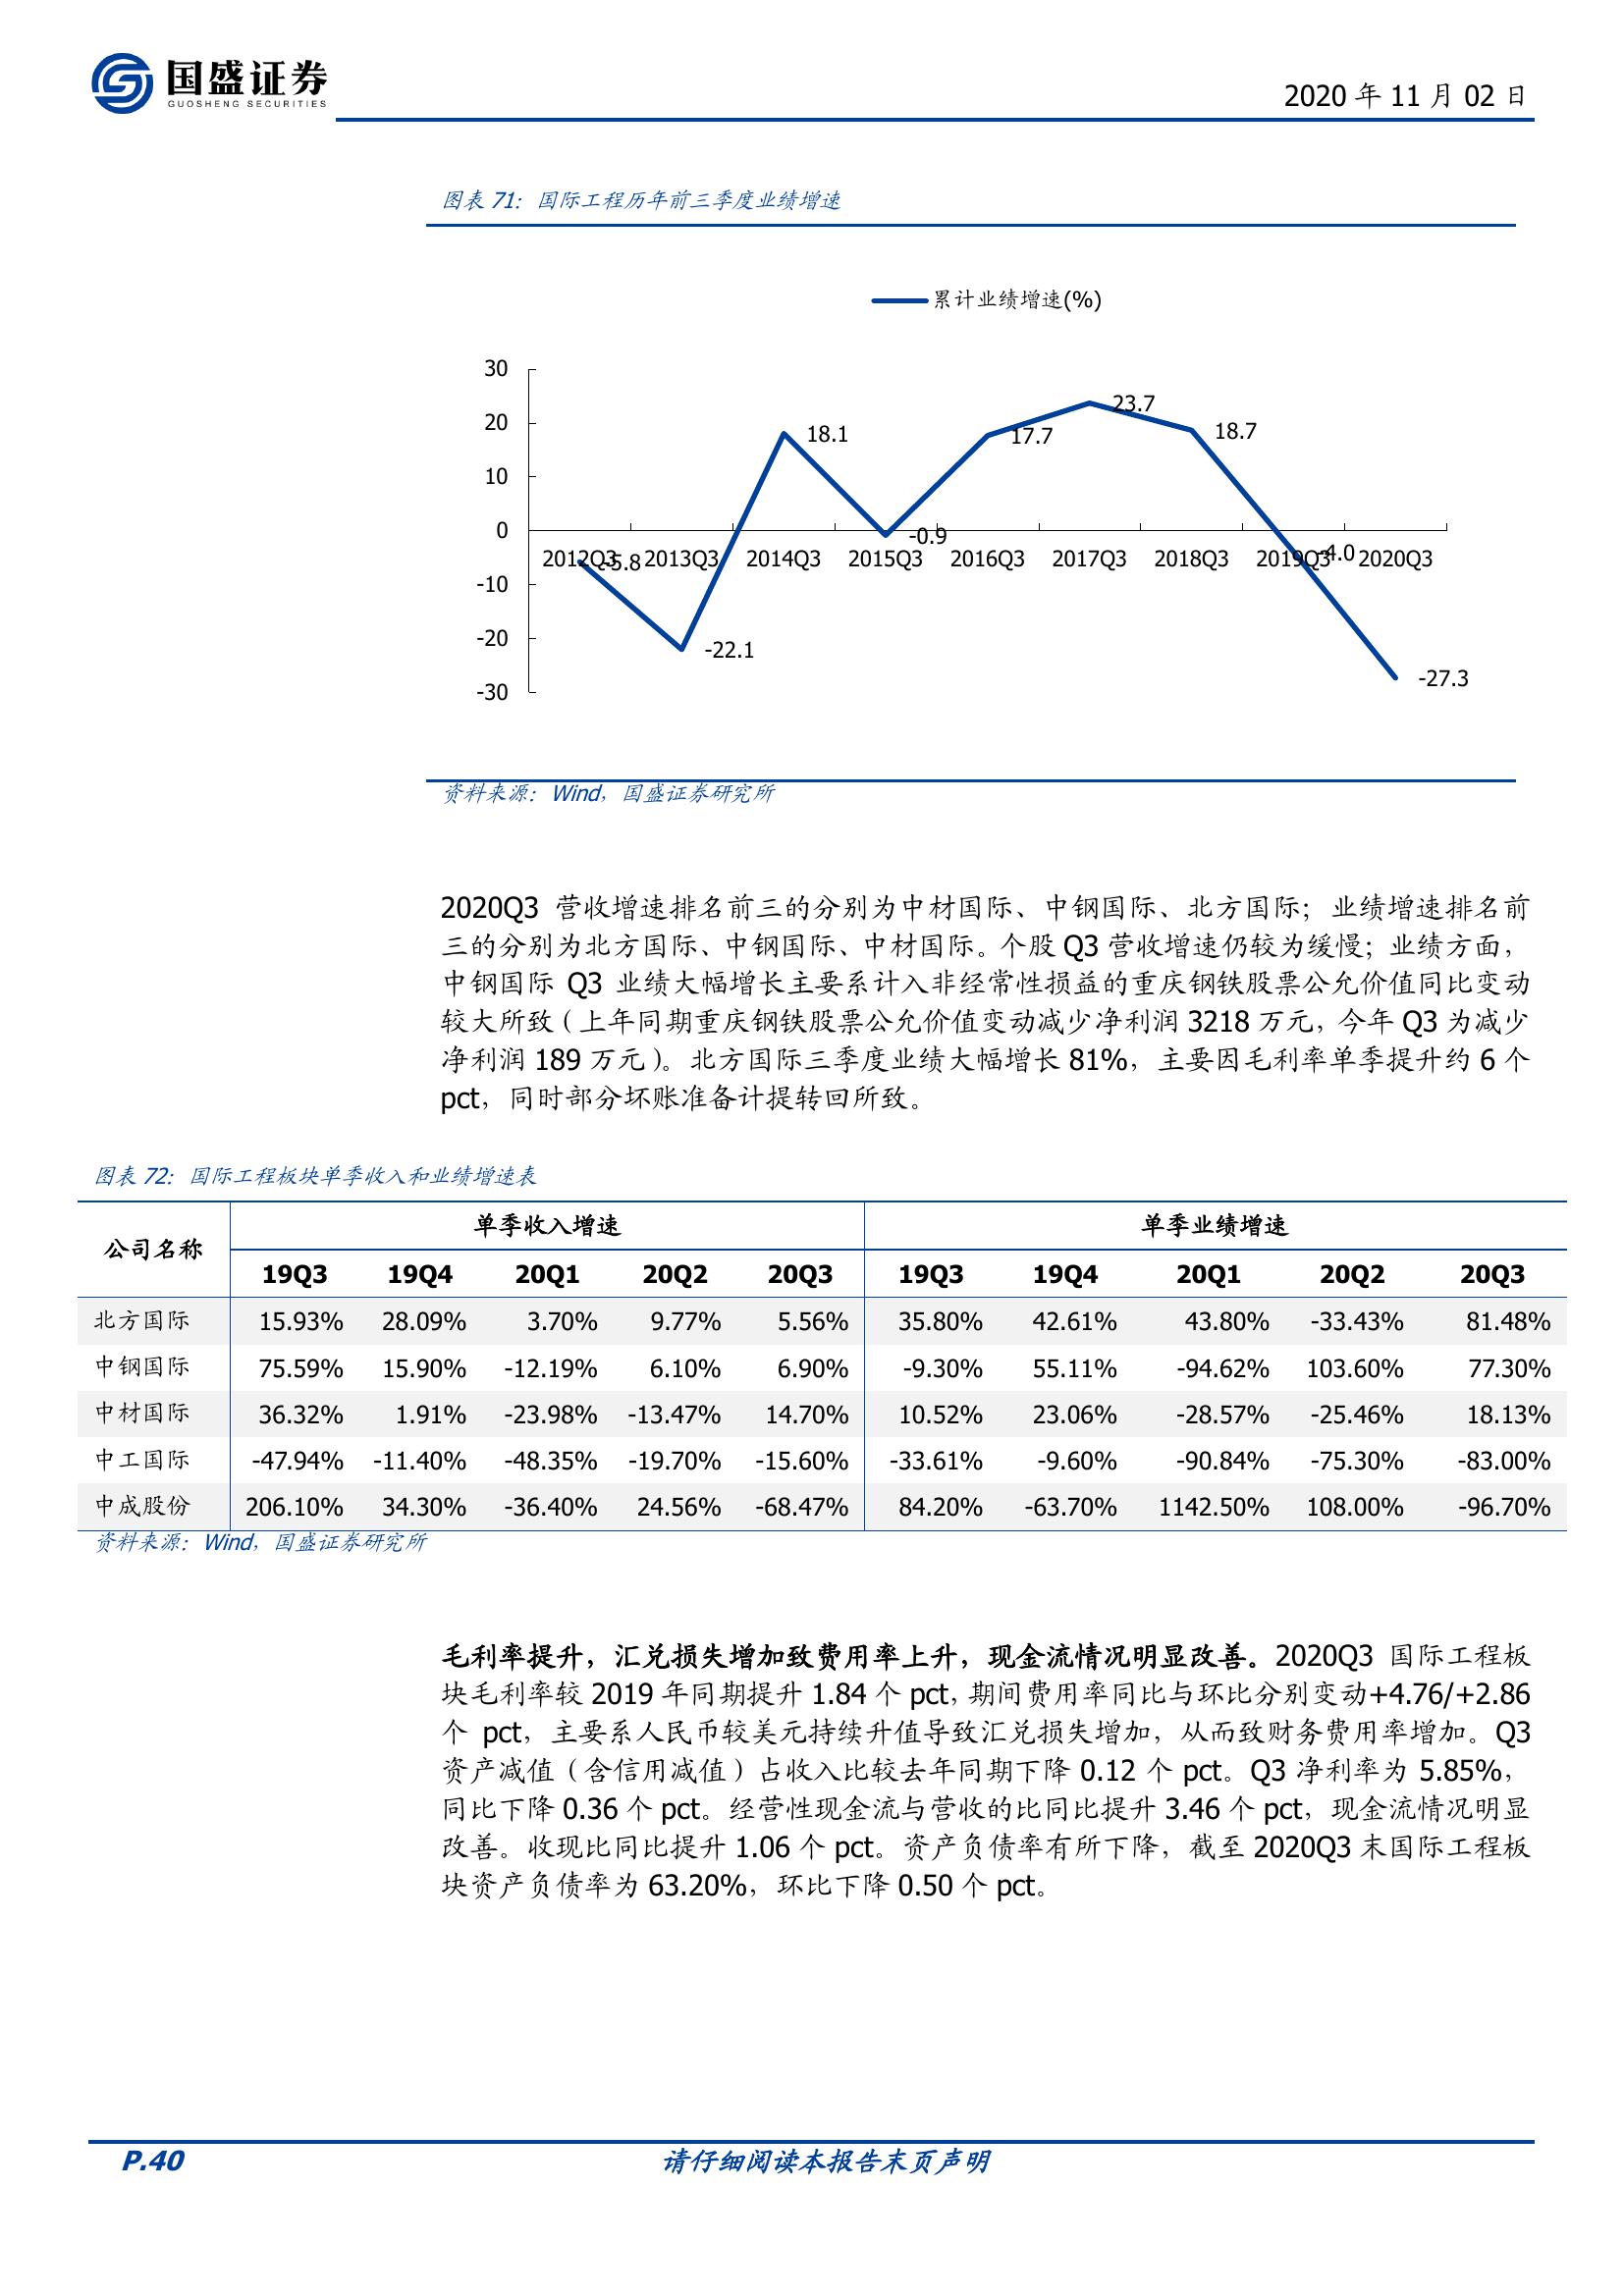 国盛证券
GUOSHENG SECURITIES
2020 年 11 月 02 日
图表 71：国际工程历年前三季度业绩增速
累计业绩增速(%)
30
20
10
0
-10
-20
-30
-5.8
-22.1
18.1
-0.9
17.7
23.7
18.7
-4.0
-27.3
2012Q3 2013Q3 2014Q3 2015Q3 2016Q3 2017Q3 2018Q3 2019Q3 2020Q3
资料来源：Wind，国盛证券研究所
2020Q3 营收增速排名前三的分别为中材国际、中钢国际、北方国际；业绩增速排名前
三的分别为北方国际、中钢国际、中材国际。个股 Q3 营收增速仍较为缓慢；业绩方面，
中钢国际 Q3 业绩大幅增长主要系计入非经常性损益的重庆钢铁股票公允价值同比变动
较大所致（上年同期重庆钢铁股票公允价值变动减少净利润 3218 万元，今年 Q3 为减少
净利润 189 万元）。北方国际三季度业绩大幅增长 81%，主要因毛利率单季提升约 6 个
pct，同时部分坏账准备计提转回所致。
图表 72：国际工程板块单季收入和业绩增速表
公司名称 单季收入增速 单季业绩增速
19Q3 19Q4 20Q1 20Q2 20Q3 19Q3 19Q4 20Q1 20Q2 20Q3
北方国际 15.93% 28.09% 3.70% 9.77% 5.56% 35.80% 42.61% 43.80% -33.43% 81.48%
中钢国际 75.59% 15.90% -12.19% 6.10% 6.90% -9.30% 55.11% -94.62% 103.60% 77.30%
中材国际 36.32% 1.91% -23.98% -13.47% 14.70% 10.52% 23.06% -28.57% -25.46% 18.13%
中工国际 -47.94% -11.40% -48.35% -19.70% -15.60% -33.61% -9.60% -90.84% -75.30% -83.00%
中成股份 206.10% 34.30% -36.40% 24.56% -68.47% 84.20% -63.70% 1142.50% 108.00% -96.70%
资料来源：Wind，国盛证券研究所
毛利率提升，汇兑损失增加致费用率上升，现金流情况明显改善。2020Q3 国际工程板
块毛利率较 2019 年同期提升 1.84 个 pct，期间费用率同比与环比分别变动+4.76/+2.86
个 pct，主要系人民币较美元持续升值导致汇兑损失增加，从而致财务费用率增加。Q3
资产减值（含信用减值）占收入比较去年同期下降 0.12 个 pct。Q3 净利率为 5.85%，
同比下降 0.36 个 pct。经营性现金流与营收的比同比提升 3.46 个 pct，现金流情况明显
改善。收现比同比提升 1.06 个 pct。资产负债率有所下降，截至 2020Q3 末国际工程板
块资产负债率为 63.20%，环比下降 0.50 个 pct。
P.40
请仔细阅读本报告末页声明